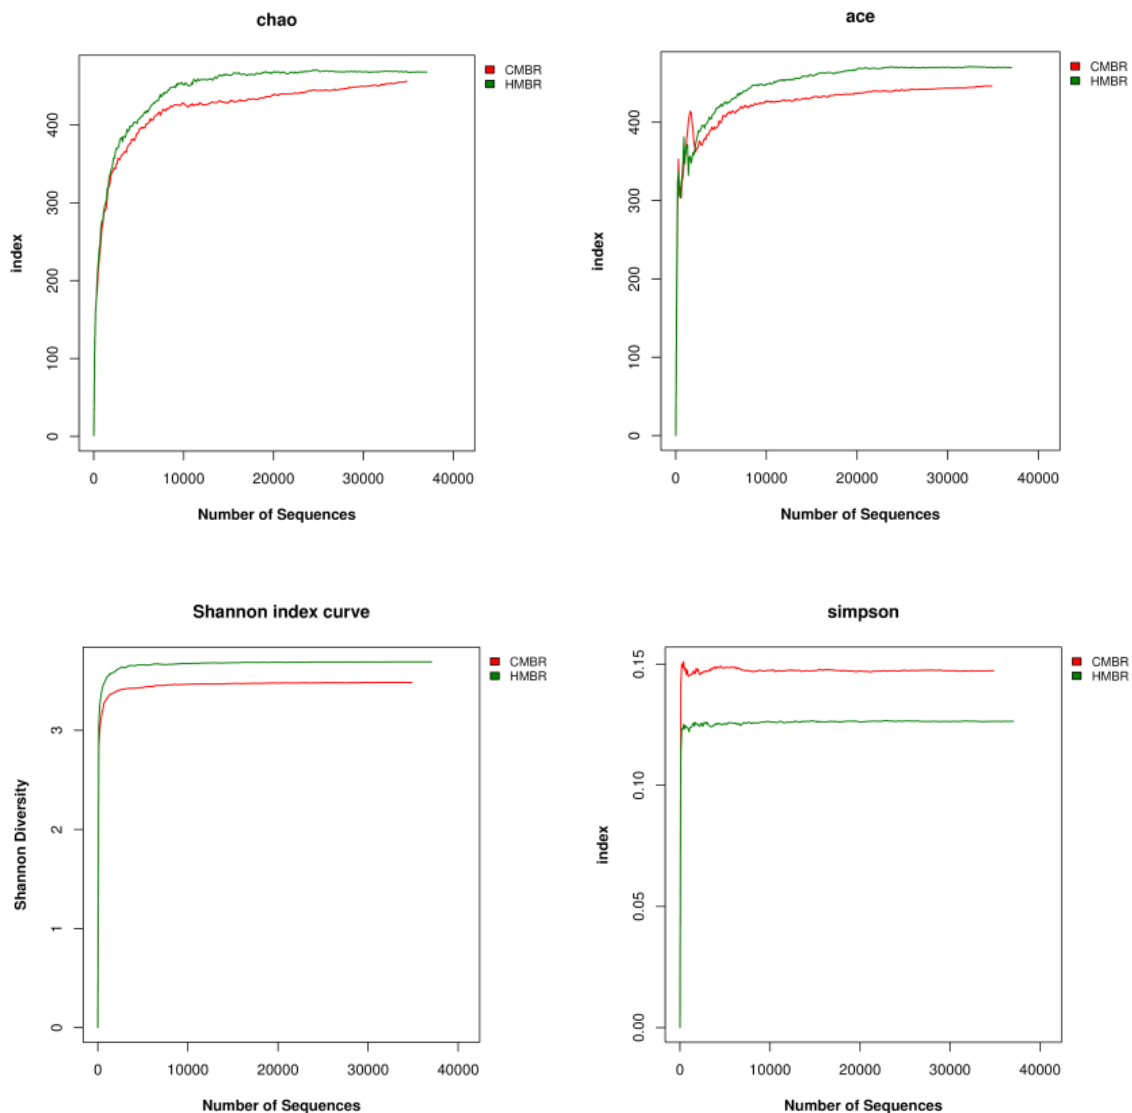 chao
CMBR
HMBR
index
0
100
200
300
400
0 10000 20000 30000 40000
Number of Sequences
ace
CMBR
HMBR
index
0
100
200
300
400
0 10000 20000 30000 40000
Number of Sequences
Shannon index curve
CMBR
HMBR
Shannon Diversity
0
1
2
3
0 10000 20000 30000 40000
Number of Sequences
simpson
CMBR
HMBR
index
0.00
0.05
0.10
0.15
0 10000 20000 30000 40000
Number of Sequences